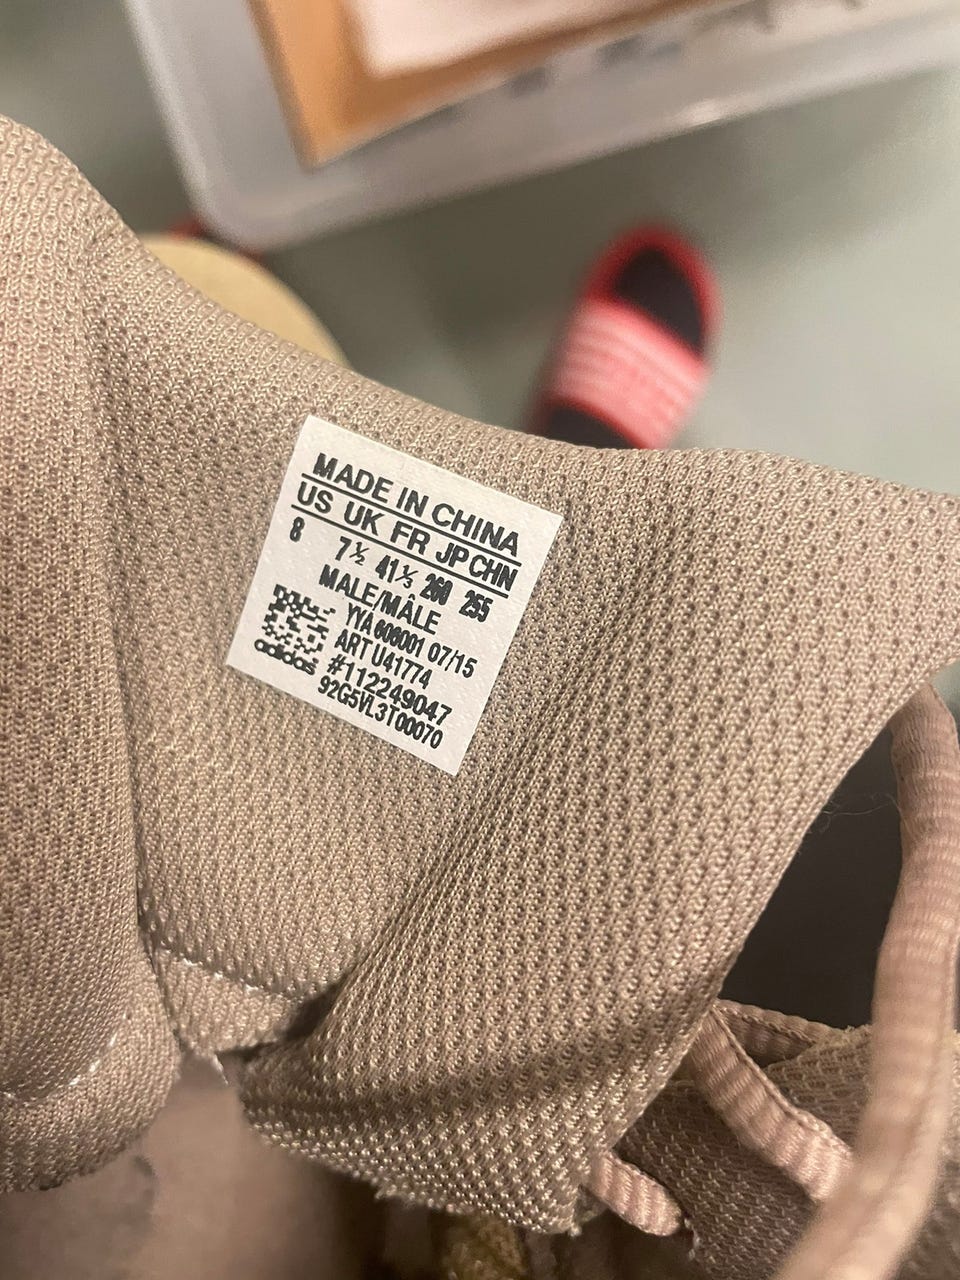 MADE IN CHINA
US UK FR JP CHN
8 7½ 41⅓ 260 255
MALE/MÂLE
YYA 606001 07/15
ART U41774
#112249047
92G5VL3T00070
adidas